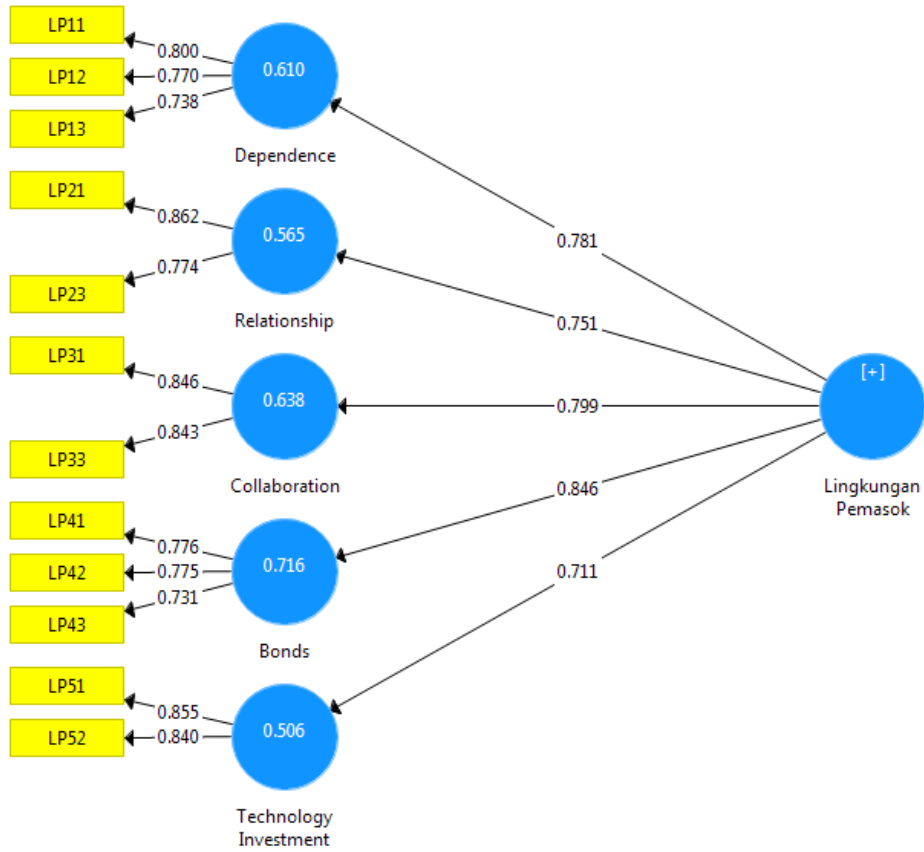 LP11
0.800
LP12
0.770
0.610
LP13
0.738
Dependence
LP21
0.862
0.565
0.774
LP23
Relationship
0.781
0.751
LP31
0.846
0.638
0.843
LP33
Collaboration
0.799
[+]
Lingkungan
Pemasok
LP41
0.776
LP42
0.775
0.716
LP43
0.731
Bonds
0.846
0.711
LP51
0.855
0.506
LP52
0.840
Technology
Investment